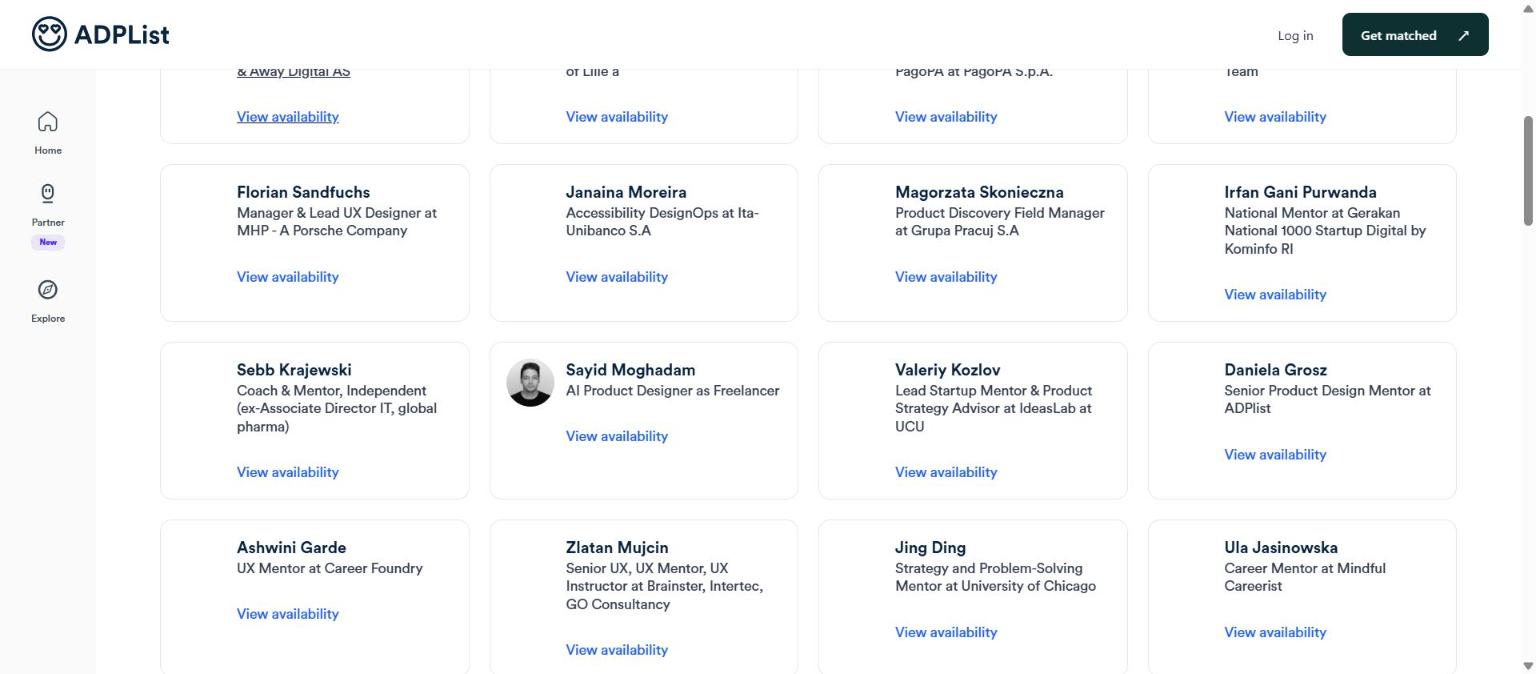 ADPList
Log in
Get matched
& Away Digital AS
of Lille a
PagoPA at PagoPA S.p.A.
Team
View availability
View availability
View availability
View availability
Home
Partner
New
Explore
Florian Sandfuchs
Manager & Lead UX Designer at
MHP - A Porsche Company
View availability
Janaina Moreira
Accessibility DesignOps at Ita-
Unibanco S.A
View availability
Magorzata Skonieczna
Product Discovery Field Manager
at Grupa Pracuj S.A
View availability
Irfan Gani Purwanda
National Mentor at Gerakan
National 1000 Startup Digital by
Kominfo RI
View availability
Sebb Krajewski
Coach & Mentor, Independent
(ex-Associate Director IT, global
pharma)
View availability
Sayid Moghadam
AI Product Designer as Freelancer
View availability
Valeriy Kozlov
Lead Startup Mentor & Product
Strategy Advisor at IdeasLab at
UCU
View availability
Daniela Grosz
Senior Product Design Mentor at
ADPlist
View availability
Ashwini Garde
UX Mentor at Career Foundry
View availability
Zlatan Mujcin
Senior UX, UX Mentor, UX
Instructor at Brainster, Intertec,
GO Consultancy
View availability
Jing Ding
Strategy and Problem-Solving
Mentor at University of Chicago
View availability
Ula Jasinowska
Career Mentor at Mindful
Careerist
View availability